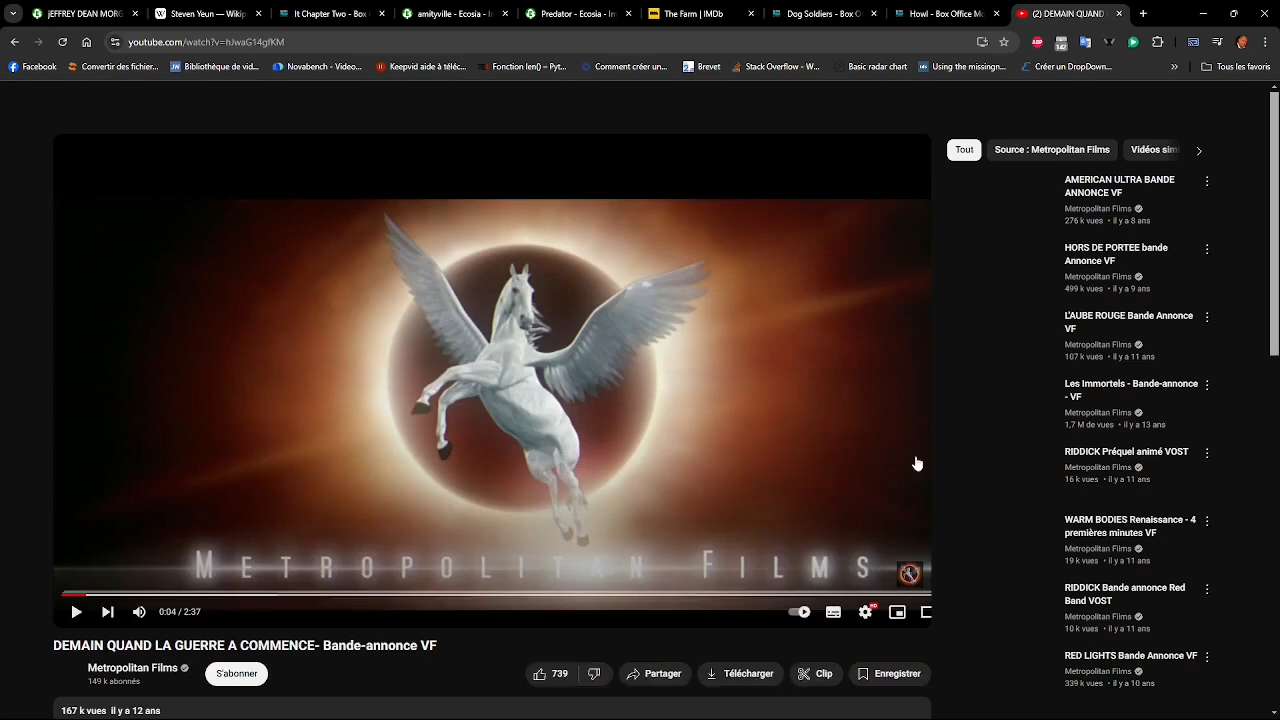 jEFFREY DEAN MORG
Steven Yeun — Wikip
It Chapter Two - Box
amityville - Ecosia - Im
Predator - Ecosia - Im
The Farm | IMDb
Dog Soldiers - Box O
Howl - Box Office Mo
(2) DEMAIN QUAND
youtube.com/watch?v=hJwaG14gfKM
Facebook
Convertir des fichier...
Bibliothèque de vid...
Novabench - Video...
Keepvid aide à téléc...
Fonction len() – Pyt...
Comment créer un...
Brevet
Stack Overflow - W...
Basic radar chart
Using the missingn...
Créer un DropDown...
Tous les favoris
METROPOLITAN FILMS
0:04 / 2:37
DEMAIN QUAND LA GUERRE A COMMENCE- Bande-annonce VF
Metropolitan Films
149 k abonnés
S'abonner
739
Partager
Télécharger
Clip
Enregistrer
167 k vues il y a 12 ans
Tout
Source : Metropolitan Films
Vidéos simi
AMERICAN ULTRA BANDE
ANNONCE VF
Metropolitan Films
276 k vues • il y a 8 ans
HORS DE PORTEE bande
Annonce VF
Metropolitan Films
499 k vues • il y a 9 ans
L'AUBE ROUGE Bande Annonce
VF
Metropolitan Films
107 k vues • il y a 11 ans
Les Immortels - Bande-annonce
- VF
Metropolitan Films
1,7 M de vues • il y a 13 ans
RIDDICK Préquel animé VOST
Metropolitan Films
16 k vues • il y a 11 ans
WARM BODIES Renaissance - 4
premières minutes VF
Metropolitan Films
19 k vues • il y a 11 ans
RIDDICK Bande annonce Red
Band VOST
Metropolitan Films
10 k vues • il y a 11 ans
RED LIGHTS Bande Annonce VF
Metropolitan Films
339 k vues • il y a 10 ans